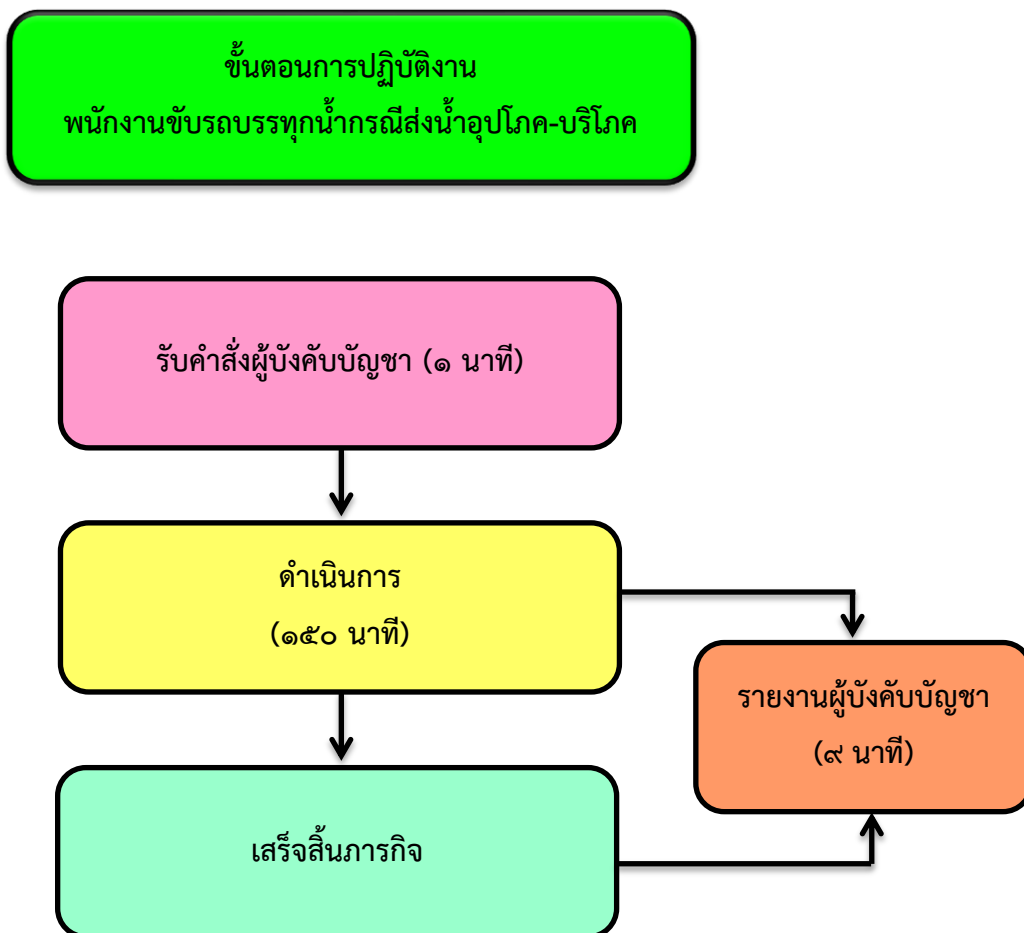 ขั้นตอนการปฏิบัติงาน
พนักงานขับรถบรรทุกน้ำกรณีส่งน้ำอุปโภค-บริโภค
รับคำสั่งผู้บังคับบัญชา (๑ นาที)
ดำเนินการ
(๑๕๐ นาที)
รายงานผู้บังคับบัญชา
(๙ นาที)
เสร็จสิ้นภารกิจ